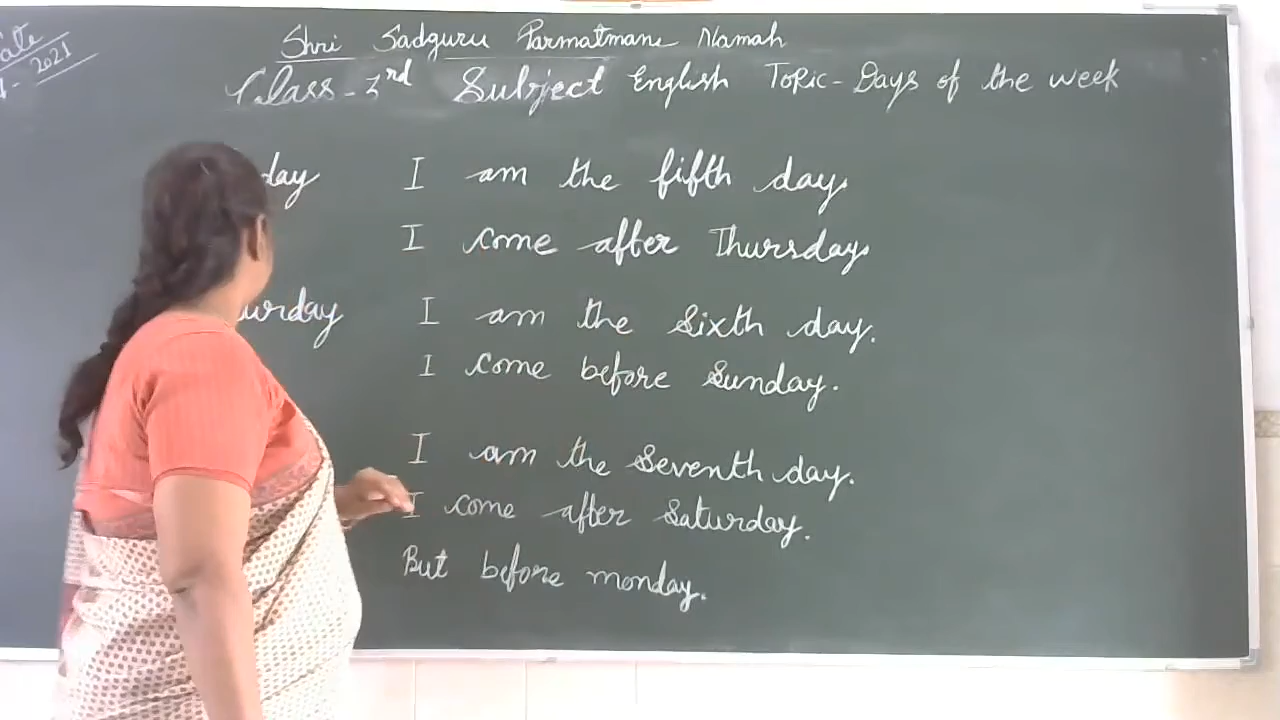 Date
2021
Shri Sadguru Parmatmane Namah
Class - 3rd Subject English Topic - Days of the week
day I am the fifth day
I come after Thursday
urday I am the Sixth day.
I come before Sunday.
I am the Seventh day.
I come after Saturday.
But before monday.